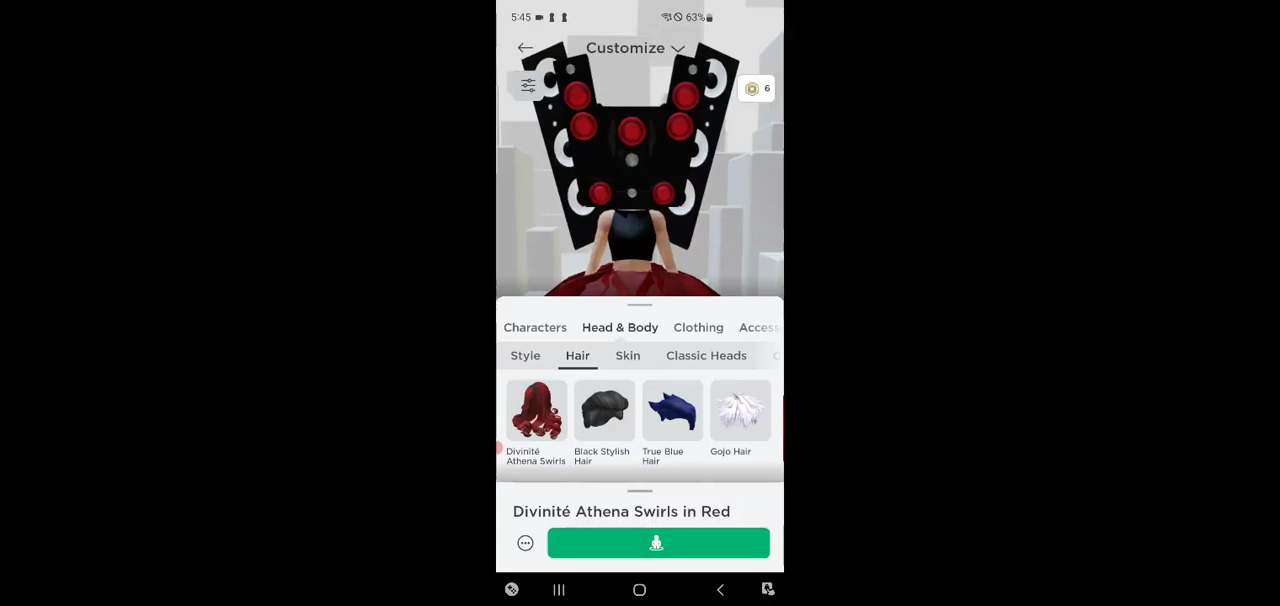 5:45 63%
Customize
6
Characters Head & Body Clothing Access
Style Hair Skin Classic Heads C
Divinité Athena Swirls
Black Stylish Hair
True Blue Hair
Gojo Hair
Divinité Athena Swirls in Red